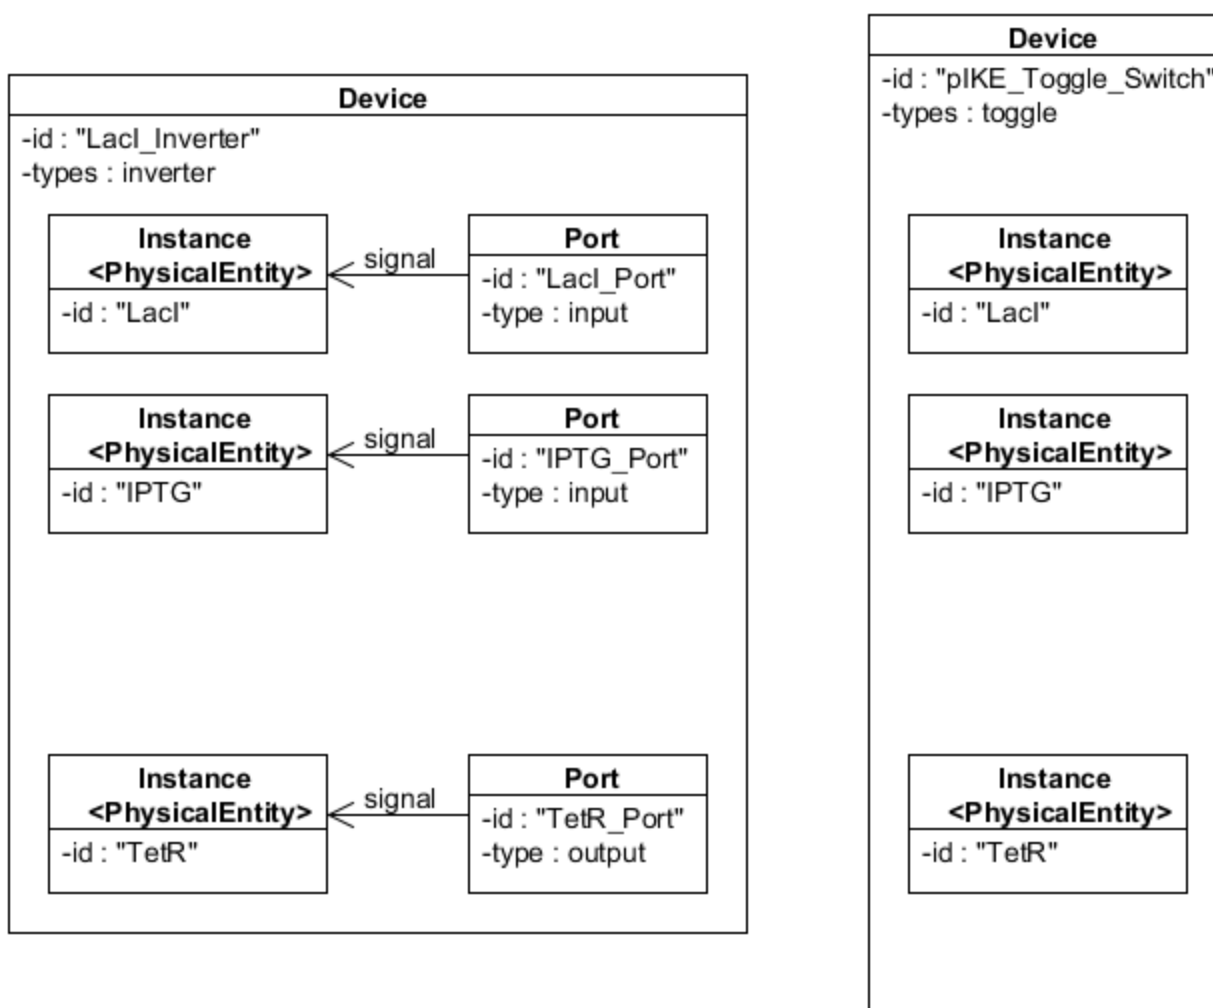 Device
-id : "LacI_Inverter"
-types : inverter
Instance
<PhysicalEntity>
-id : "LacI"
signal
Port
-id : "LacI_Port"
-type : input
Instance
<PhysicalEntity>
-id : "IPTG"
signal
Port
-id : "IPTG_Port"
-type : input
Instance
<PhysicalEntity>
-id : "TetR"
signal
Port
-id : "TetR_Port"
-type : output
Device
-id : "pIKE_Toggle_Switch"
-types : toggle
Instance
<PhysicalEntity>
-id : "LacI"
Instance
<PhysicalEntity>
-id : "IPTG"
Instance
<PhysicalEntity>
-id : "TetR"